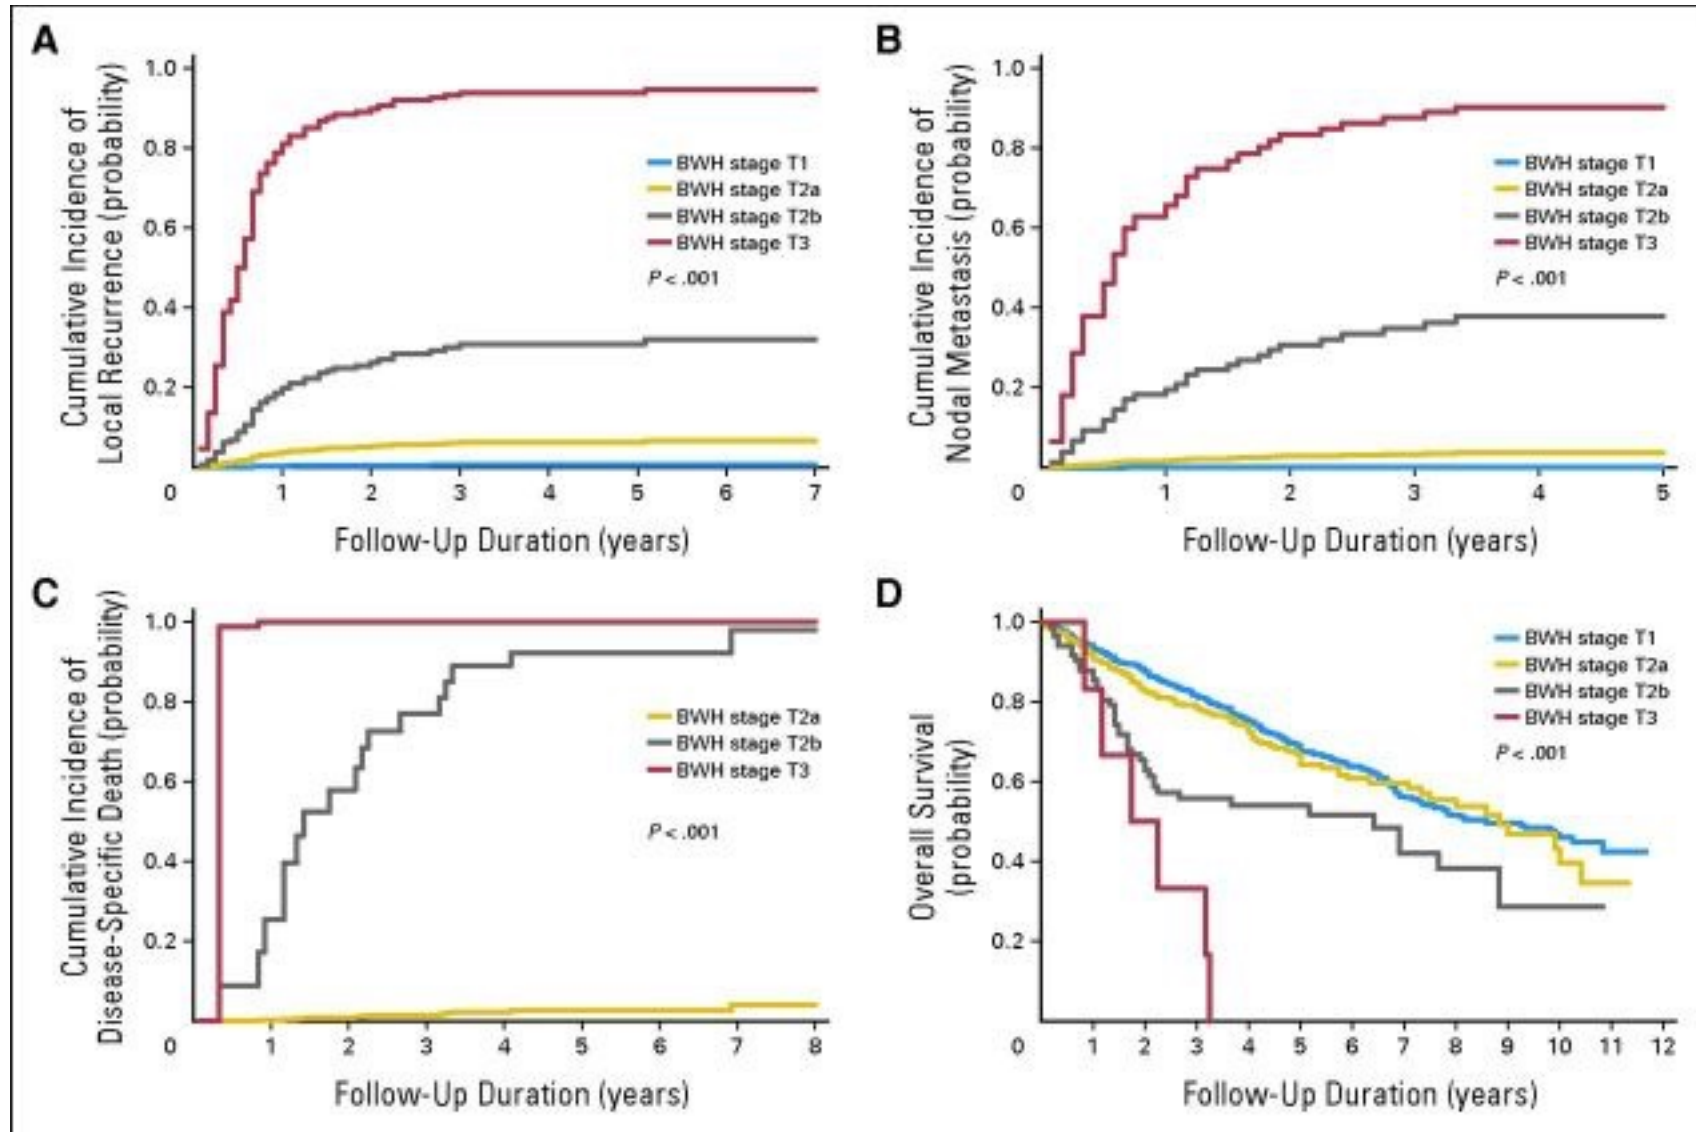 A
Cumulative Incidence of
Local Recurrence (probability)
1.0
0.8
0.6
0.4
0.2
0
1 2 3 4 5 6 7
Follow-Up Duration (years)
BWH stage T1
BWH stage T2a
BWH stage T2b
BWH stage T3
P < .001
B
Cumulative Incidence of
Nodal Metastasis (probability)
1.0
0.8
0.6
0.4
0.2
0
1 2 3 4 5
Follow-Up Duration (years)
BWH stage T1
BWH stage T2a
BWH stage T2b
BWH stage T3
P < .001
C
Cumulative Incidence of
Disease-Specific Death (probability)
1.0
0.8
0.6
0.4
0.2
0
1 2 3 4 5 6 7 8
Follow-Up Duration (years)
BWH stage T2a
BWH stage T2b
BWH stage T3
P < .001
D
Overall Survival
(probability)
1.0
0.8
0.6
0.4
0.2
0
1 2 3 4 5 6 7 8 9 10 11 12
Follow-Up Duration (years)
BWH stage T1
BWH stage T2a
BWH stage T2b
BWH stage T3
P < .001